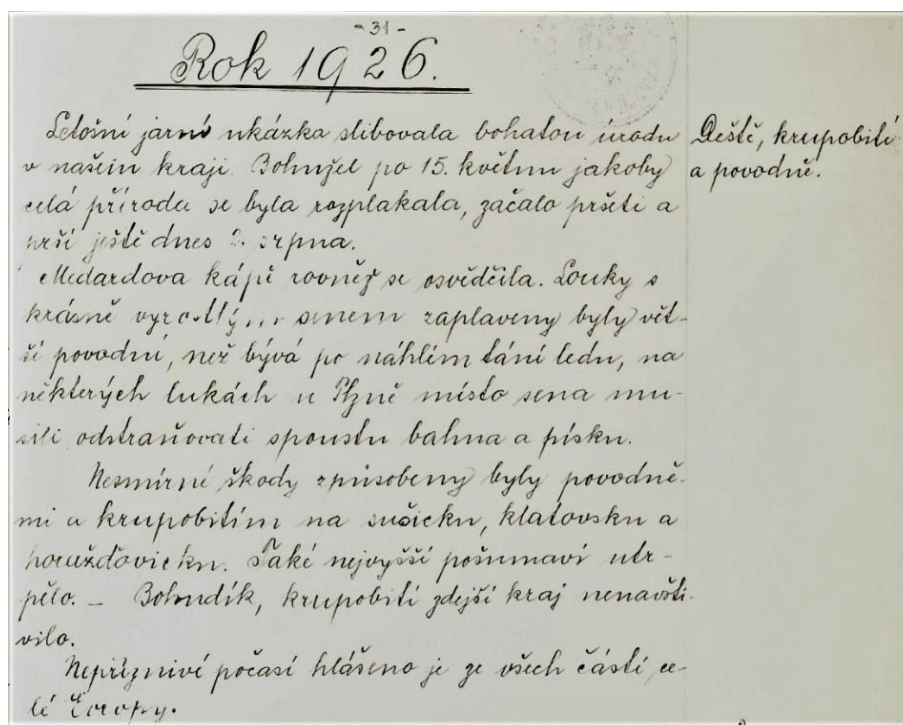 - 31 -
Rok 1926.
Letošní jarní ukázka slibovala bohatou úrodu
v našem kraji. Bohužel po 15. květnu jakoby
celá příroda se byla rozplakala, začalo pršeti a
prší ještě dnes 2. srpna.
Medardova kápě rovněž se osvědčila. Louky s
krásně vyrostlým senem zaplaveny byly vět-
ší povodní, než bývá po náhlém tání ledu, na
některých lukách u Plzně místo sena mu-
sili odstraňovati spoustu bahna a písku.
Nesmírné škody způsobeny byly povodně-
mi a krupobitím na sušicku, klatovsku a
horažďovicku. Také nejvyšší pošumaví utr-
pělo. – Bohudík, krupobití zdejší kraj nenavští-
vilo.
Nepříznivé počasí hlášeno je ze všech částí ce-
lé Evropy.
Deště, krupobití
a povodně.